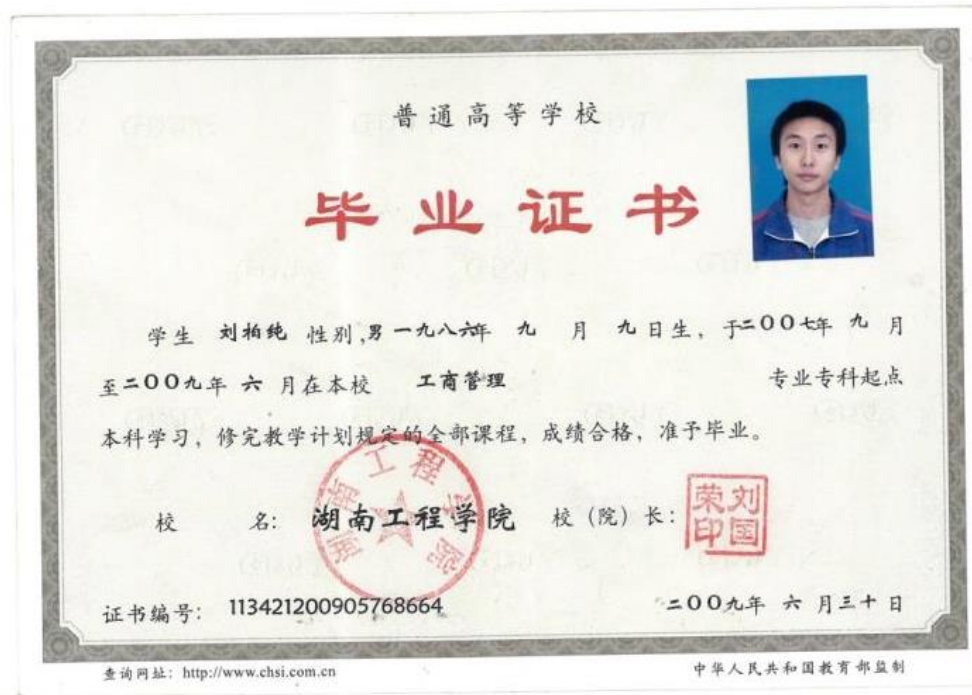 普通高等学校
毕业证书
学生 刘柏纯 性别,男 一九八六年 九 月 九日生，于二〇〇七年 九 月
至二〇〇九年 六 月在本校 工商管理 专业专科起点
本科学习，修完教学计划规定的全部课程，成绩合格，准予毕业。
校 名： 湖南工程学院 校（院）长：
湖南工程学院
刘国荣印
证书编号： 113421200905768664 二〇〇九年 六 月三十日
查询网址：http://www.chsi.com.cn 中华人民共和国教育部监制